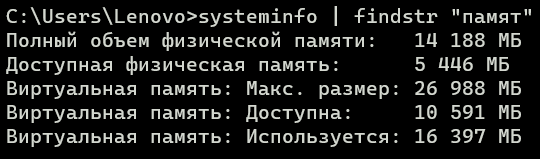 C:\Users\Lenovo>systeminfo | findstr "памят"
Полный объем физической памяти:   14 188 МБ
Доступная физическая память:      5 446 МБ
Виртуальная память: Макс. размер: 26 988 МБ
Виртуальная память: Доступна:     10 591 МБ
Виртуальная память: Используется: 16 397 МБ